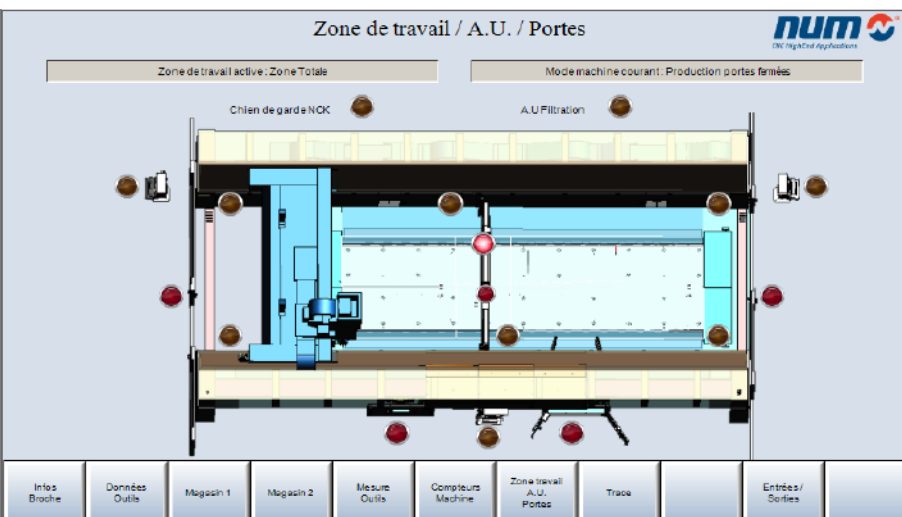 Zone de travail / A.U. / Portes
num
CNC HighEnd Applications
Zone de travail active : Zone Totale
Mode machine courant : Production portes fermées
Chien de garde NCK
A.U Filtration
Infos
Broche
Données
Outils
Magasin 1
Magasin 2
Mesure
Outils
Compteurs
Machine
Zone travail
A.U.
Portes
Trace
Entrées /
Sorties